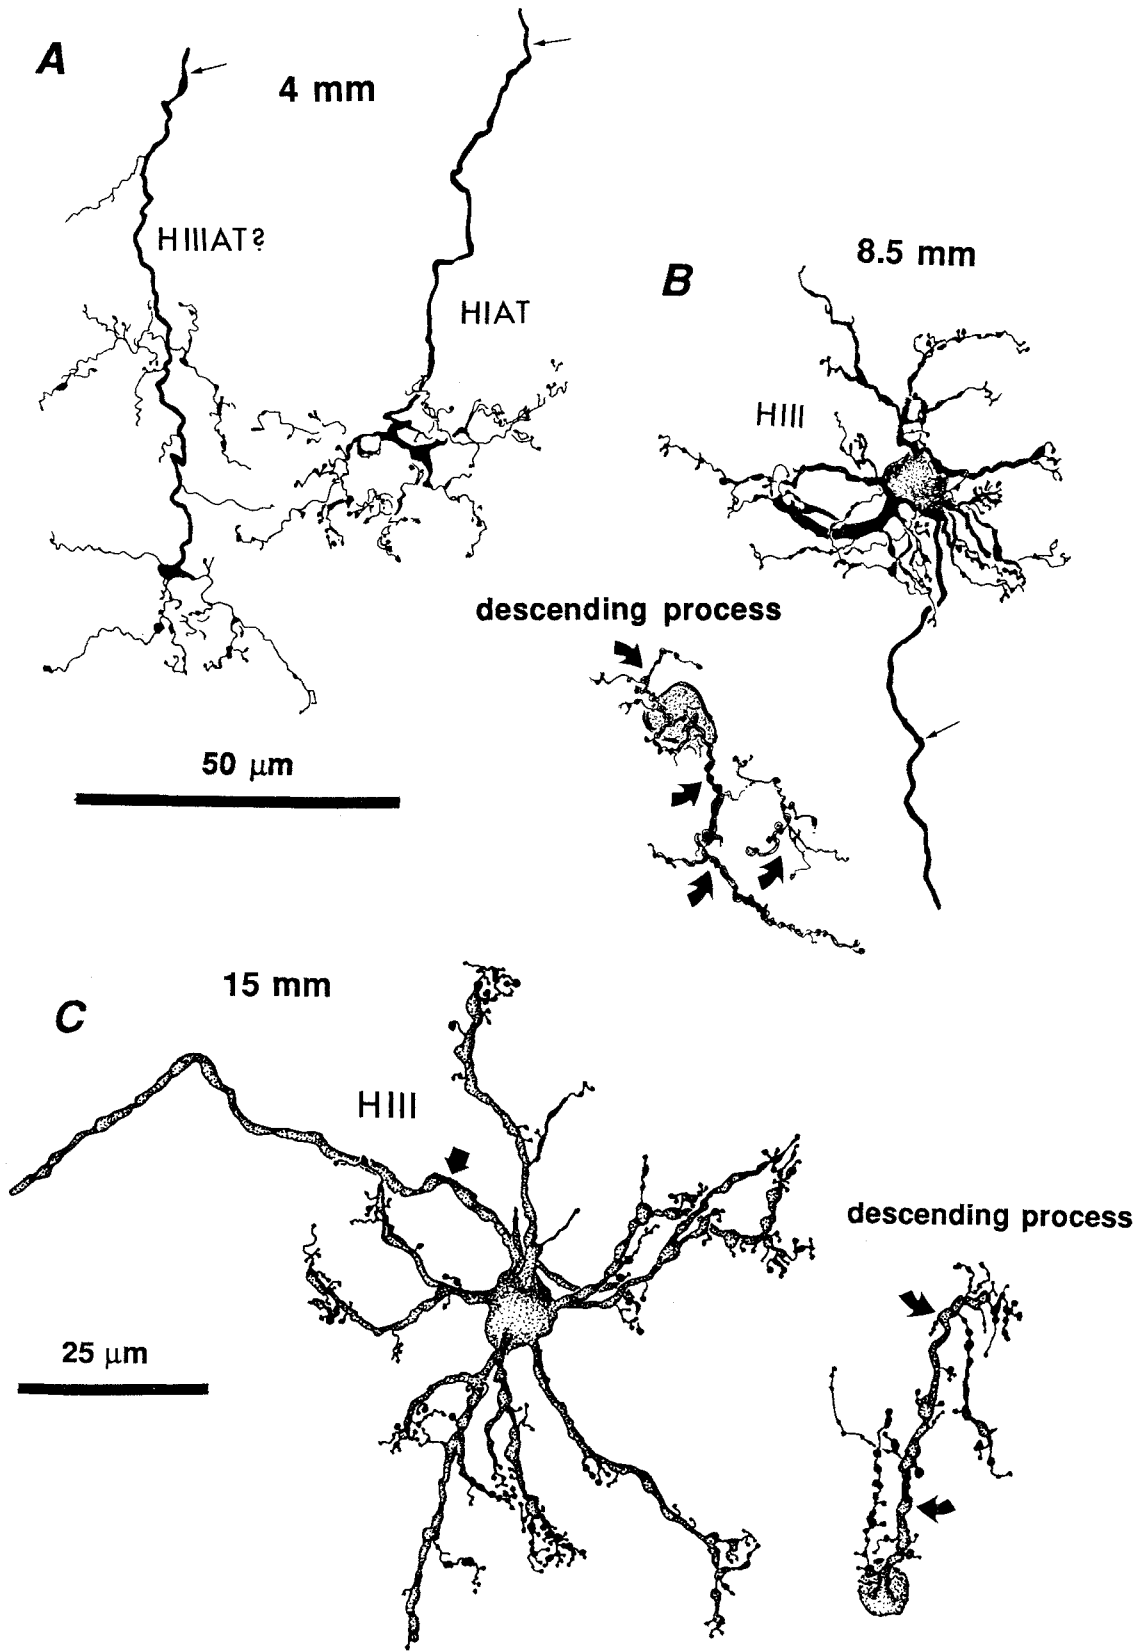 A
4 mm
HIIIAT?
HIAT
B
8.5 mm
HIII
descending process
50 μm
C
15 mm
HIII
descending process
25 μm